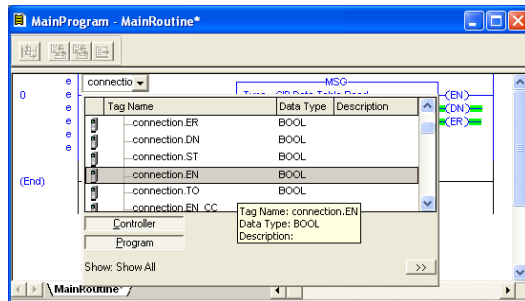 MainProgram - MainRoutine*
e
connectio
MSG
0
e
(EN)
e
Tag Name
Data Type
Description
(DN)
e
connection.ER
BOOL
(ER)
e
connection.DN
BOOL
e
connection.ST
BOOL
connection.EN
BOOL
(End)
connection.TO
BOOL
connection.EN_CC
Tag Name: connection.EN
Controller
Data Type: BOOL
Program
Description:
Show: Show All
>>
MainRoutine*